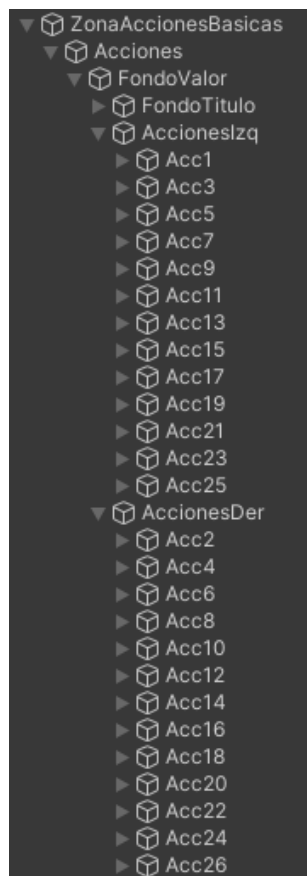 ZonaAccionesBasicas
Acciones
FondoValor
FondoTitulo
AccionesIzq
Acc1
Acc3
Acc5
Acc7
Acc9
Acc11
Acc13
Acc15
Acc17
Acc19
Acc21
Acc23
Acc25
AccionesDer
Acc2
Acc4
Acc6
Acc8
Acc10
Acc12
Acc14
Acc16
Acc18
Acc20
Acc22
Acc24
Acc26